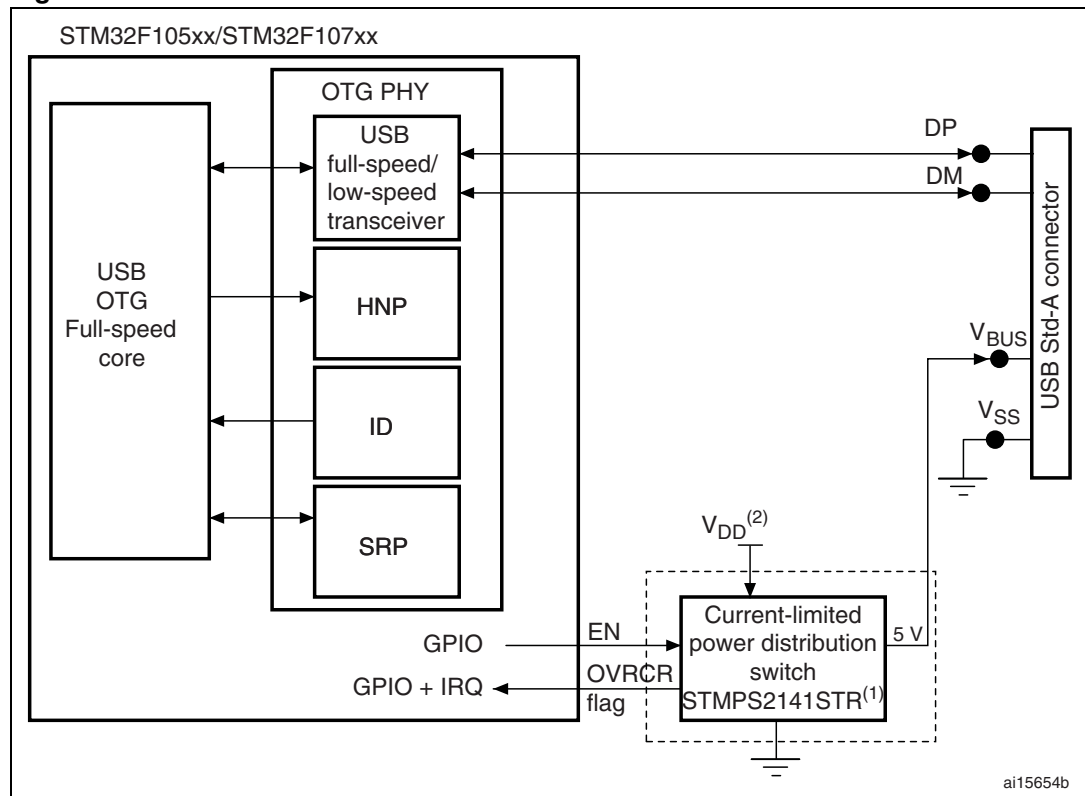 STM32F105xx/STM32F107xx
OTG PHY
USB
full-speed/
low-speed
transceiver
USB
OTG
Full-speed
core
HNP
ID
SRP
DP
DM
VBUS
VSS
USB Std-A connector
VDD(2)
GPIO
EN
GPIO + IRQ
OVRCR
flag
Current-limited
power distribution
switch
STMPS2141STR(1)
5 V
ai15654b